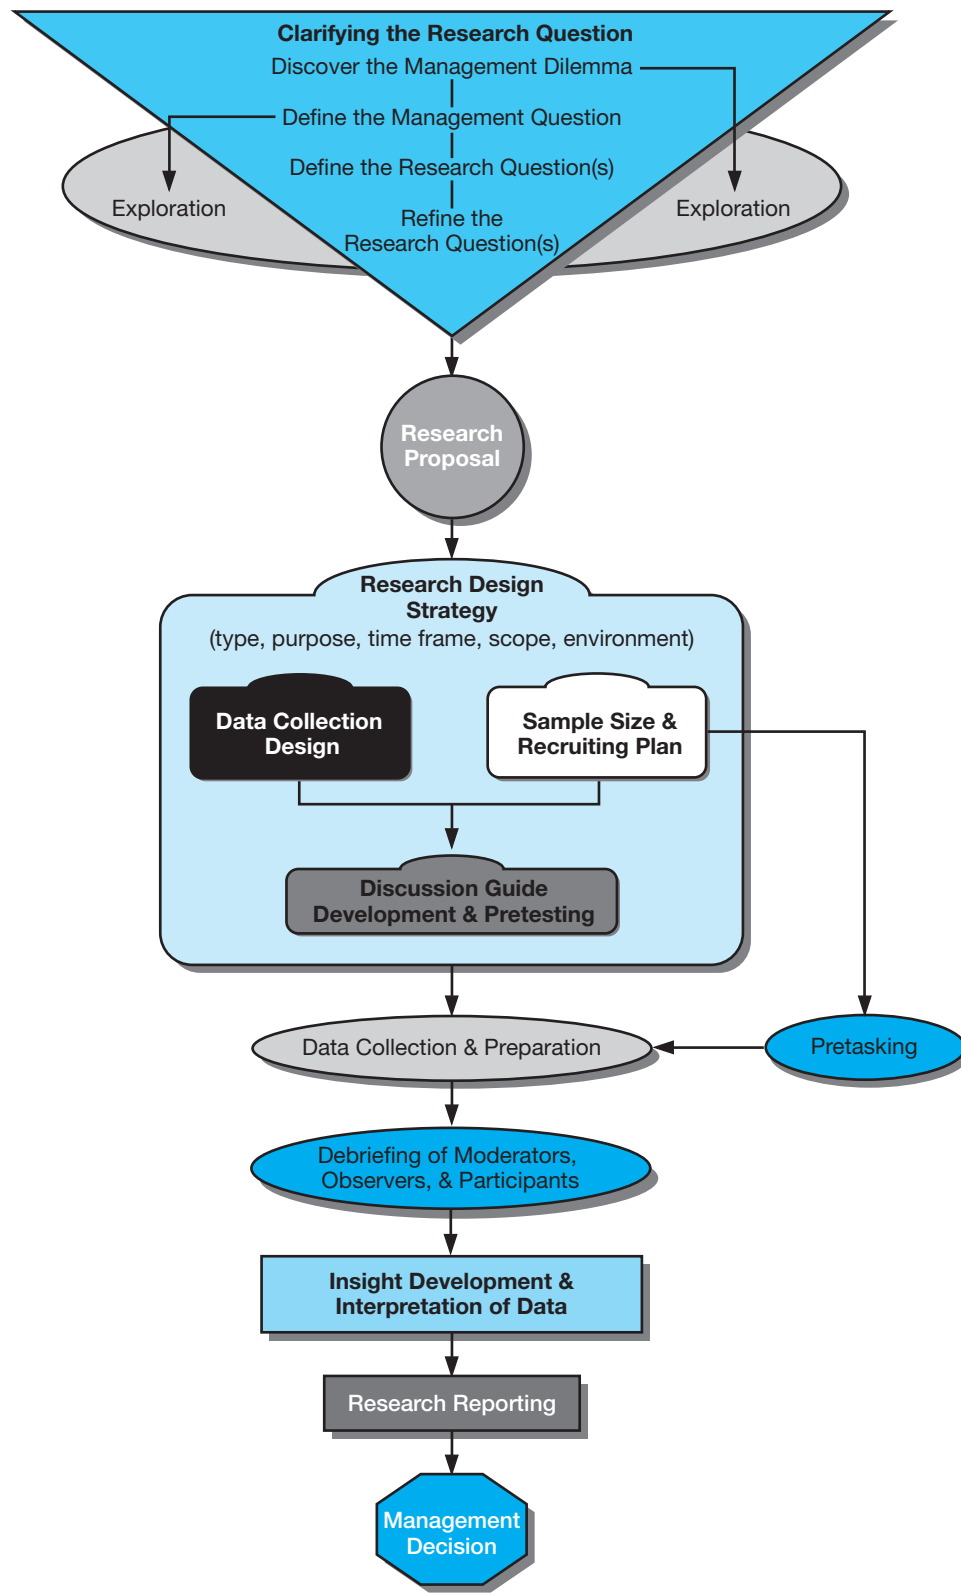 Clarifying the Research Question
Discover the Management Dilemma
Define the Management Question
Define the Research Question(s)
Exploration
Exploration
Refine the
Research Question(s)
Research
Proposal
Research Design
Strategy
(type, purpose, time frame, scope, environment)
Data Collection
Design
Sample Size &
Recruiting Plan
Discussion Guide
Development & Pretesting
Data Collection & Preparation
Pretasking
Debriefing of Moderators,
Observers, & Participants
Insight Development &
Interpretation of Data
Research Reporting
Management
Decision